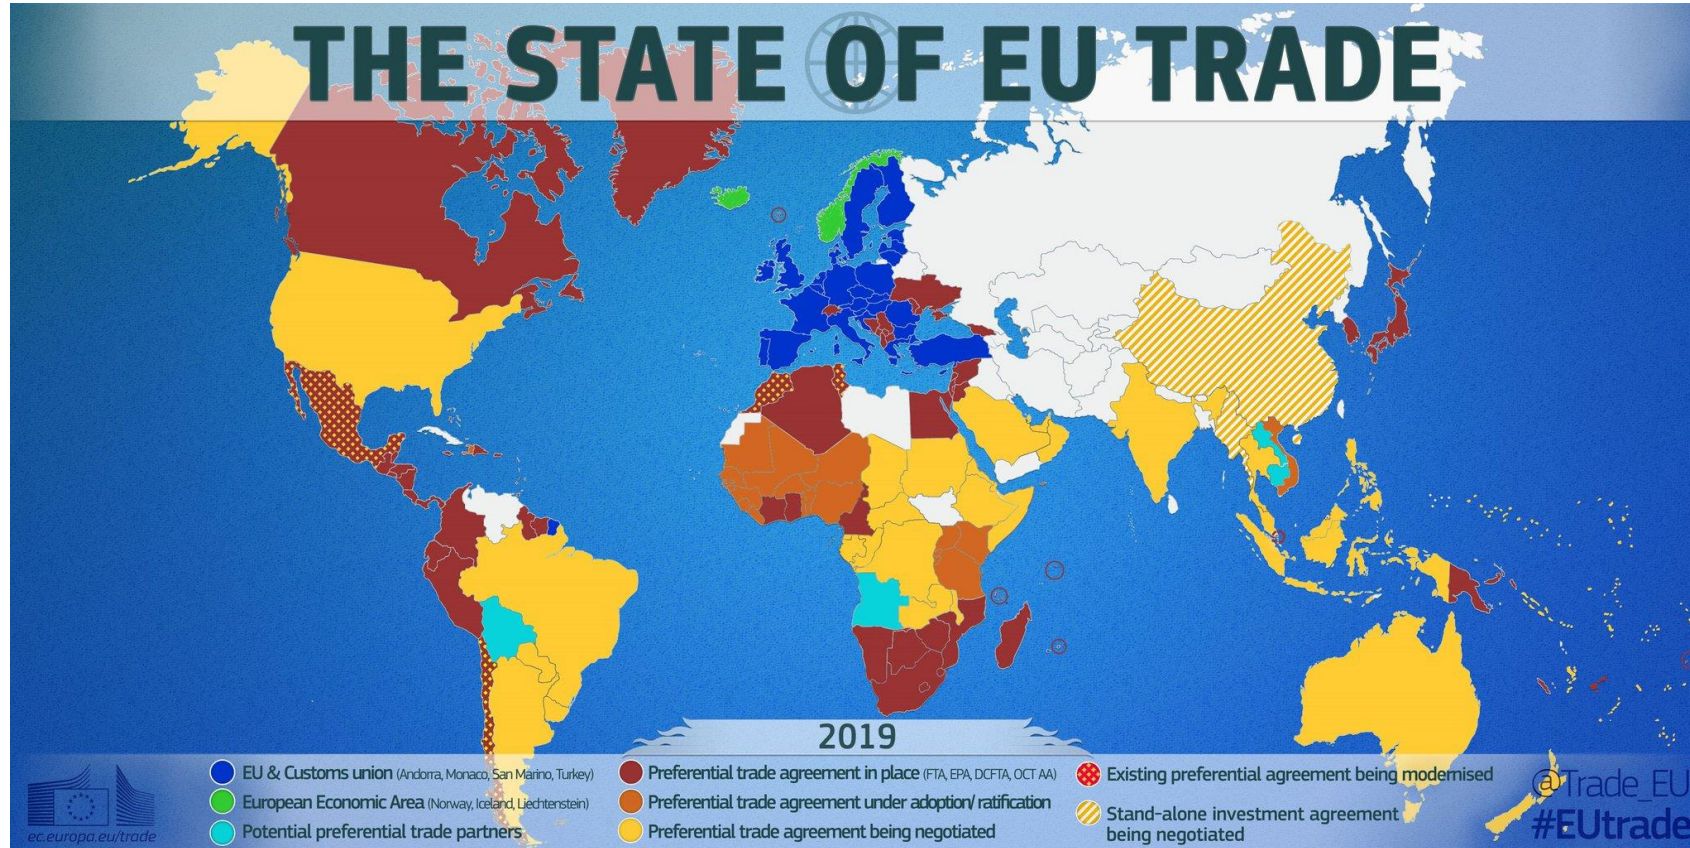 THE STATE OF EU TRADE
2019
EU & Customs union (Andorra, Monaco, San Marino, Turkey)
European Economic Area (Norway, Iceland, Liechtenstein)
Potential preferential trade partners
Preferential trade agreement in place (FTA, EPA, DCFTA, OCT AA)
Preferential trade agreement under adoption/ratification
Preferential trade agreement being negotiated
Existing preferential agreement being modernised
Stand-alone investment agreement
being negotiated
ec.europa.eu/trade
@Trade_EU
#EUtrade